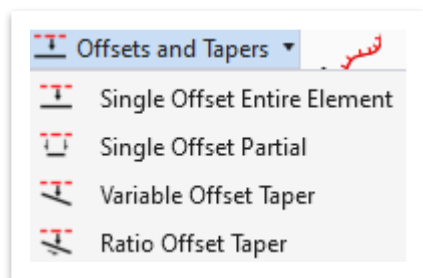 Offsets and Tapers
Single Offset Entire Element
Single Offset Partial
Variable Offset Taper
Ratio Offset Taper